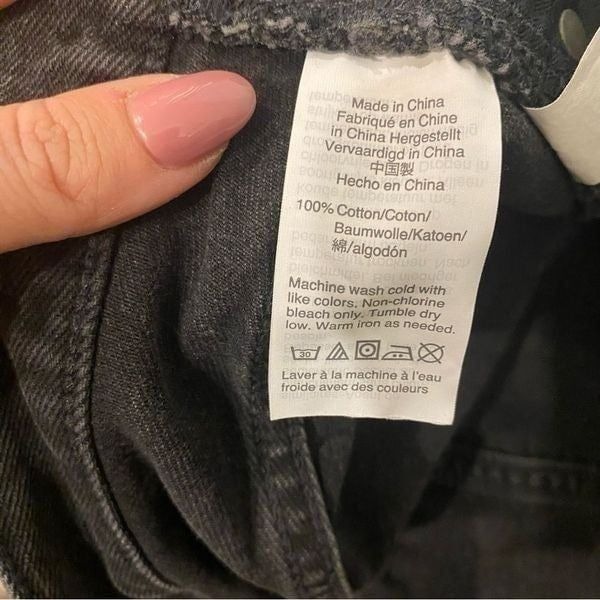 Made in China
Fabriqué en Chine
in China Hergestellt
Vervaardigd in China
中国製
Hecho en China
100% Cotton/Coton/
Baumwolle/Katoen/
綿/algodón
Machine wash cold with
like colors. Non-chlorine
bleach only. Tumble dry
low. Warm iron as needed.
30
Laver à la machine à l'eau
froide avec des couleurs